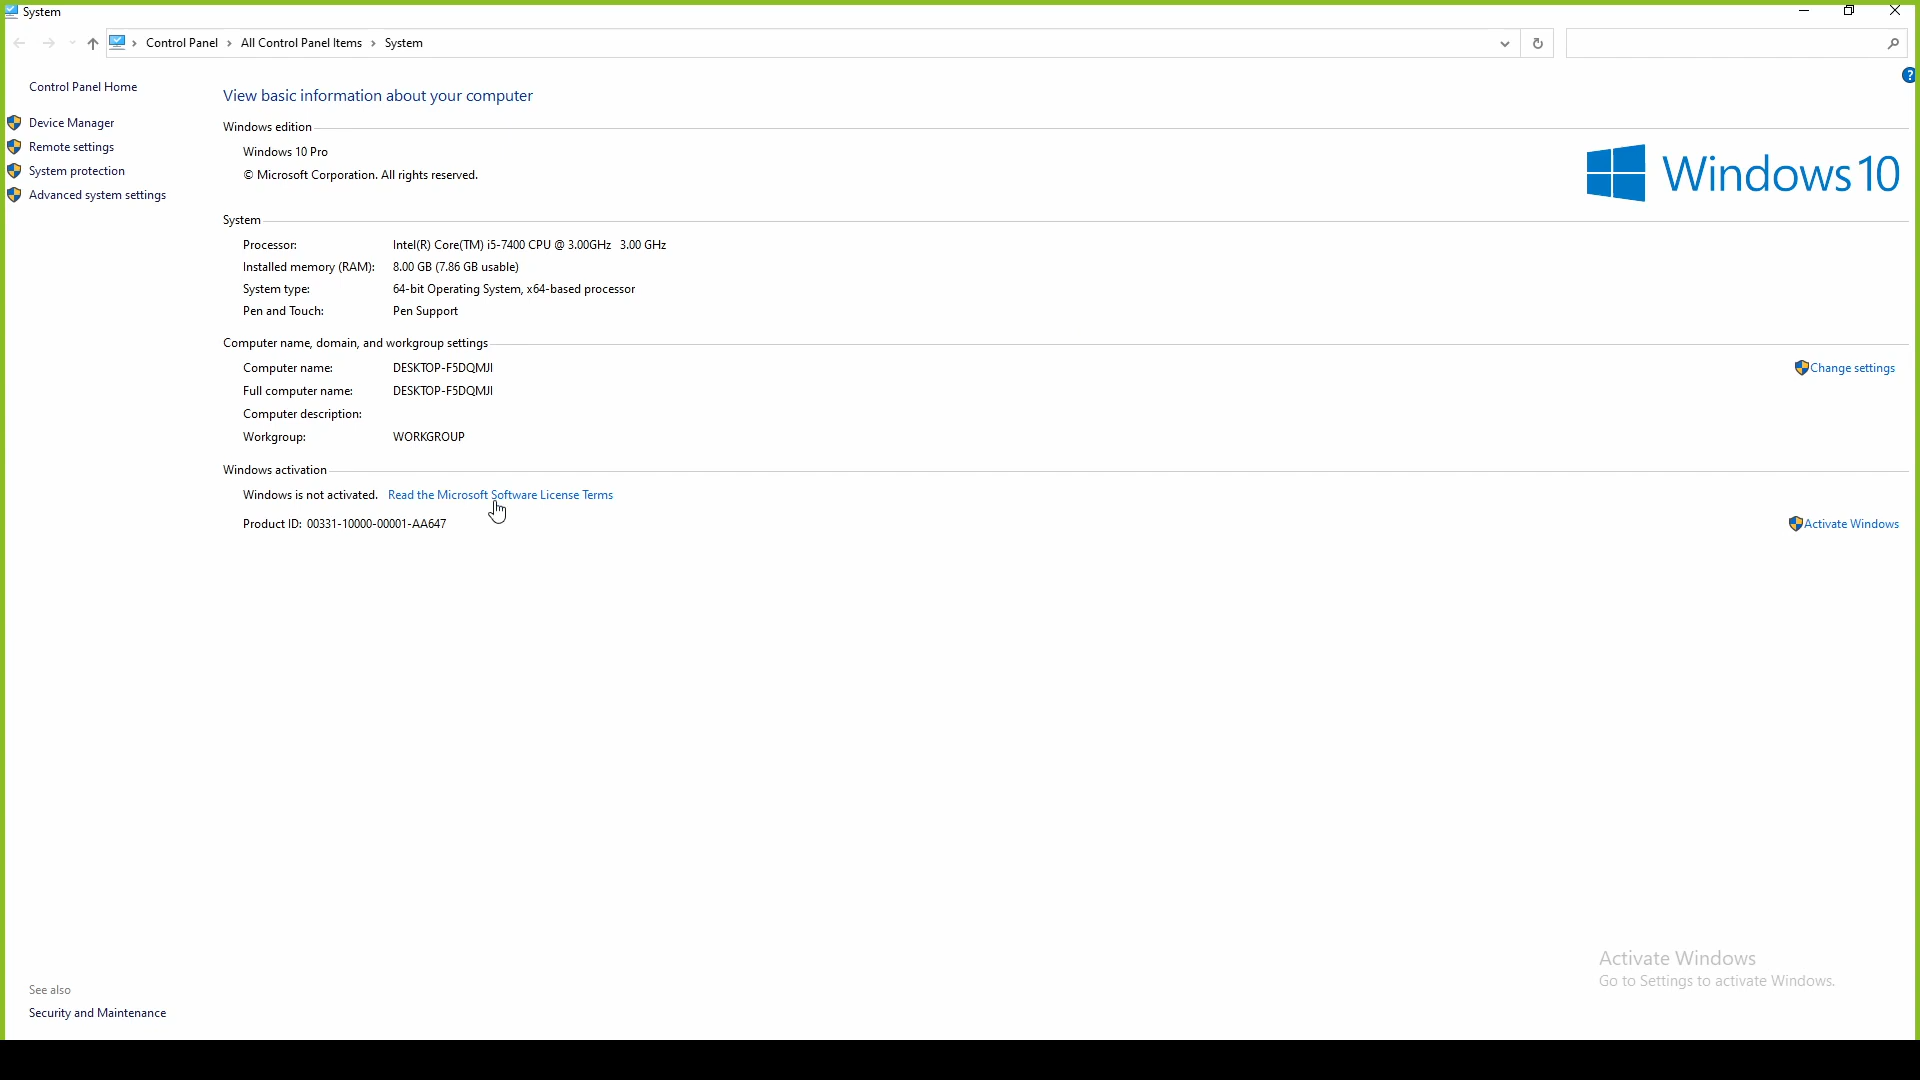 System
Control Panel > All Control Panel Items > System
?
Control Panel Home
Device Manager
Remote settings
System protection
Advanced system settings
View basic information about your computer
Windows edition
Windows 10 Pro
© Microsoft Corporation. All rights reserved.
Windows 10
System
Processor: Intel(R) Core(TM) i5-7400 CPU @ 3.00GHz 3.00 GHz
Installed memory (RAM): 8.00 GB (7.86 GB usable)
System type: 64-bit Operating System, x64-based processor
Pen and Touch: Pen Support
Computer name, domain, and workgroup settings
Computer name: DESKTOP-F5DQMJI
Change settings
Full computer name: DESKTOP-F5DQMJI
Computer description:
Workgroup: WORKGROUP
Windows activation
Windows is not activated. Read the Microsoft Software License Terms
Product ID: 00331-10000-00001-AA647
Activate Windows
Activate Windows
Go to Settings to activate Windows.
See also
Security and Maintenance